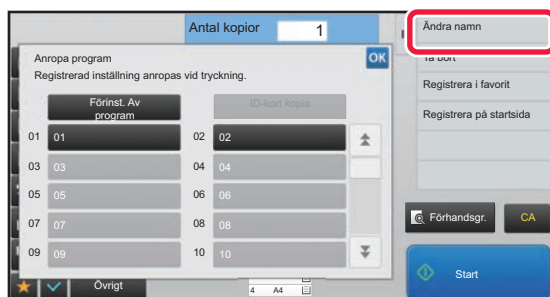 Antal kopior 1
Ändra namn
Ta bort
Anropa program
OK
Registrerad inställning anropas vid tryckning.
Registrera i favorit
Förinst. Av
program
ID-kort kopia
Registrera på startsida
01 01
02 02
03 03
04 04
05 05
06 06
07 07
08 08
09 09
10 10
Förhandsgr.
CA
Övrigt
4 A4
Start